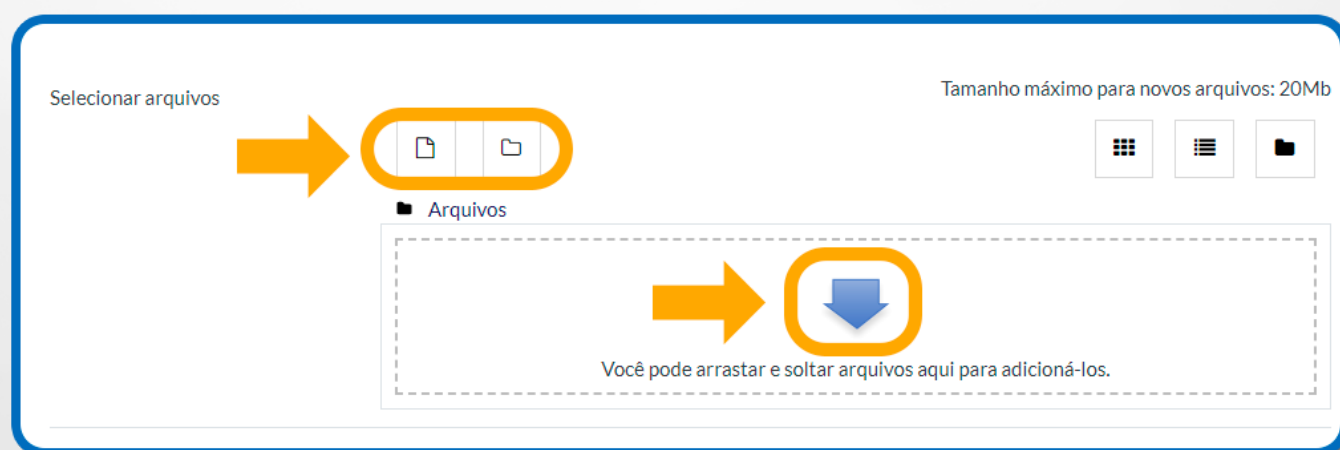 Selecionar arquivos
Tamanho máximo para novos arquivos: 20Mb
Arquivos
Você pode arrastar e soltar arquivos aqui para adicioná-los.